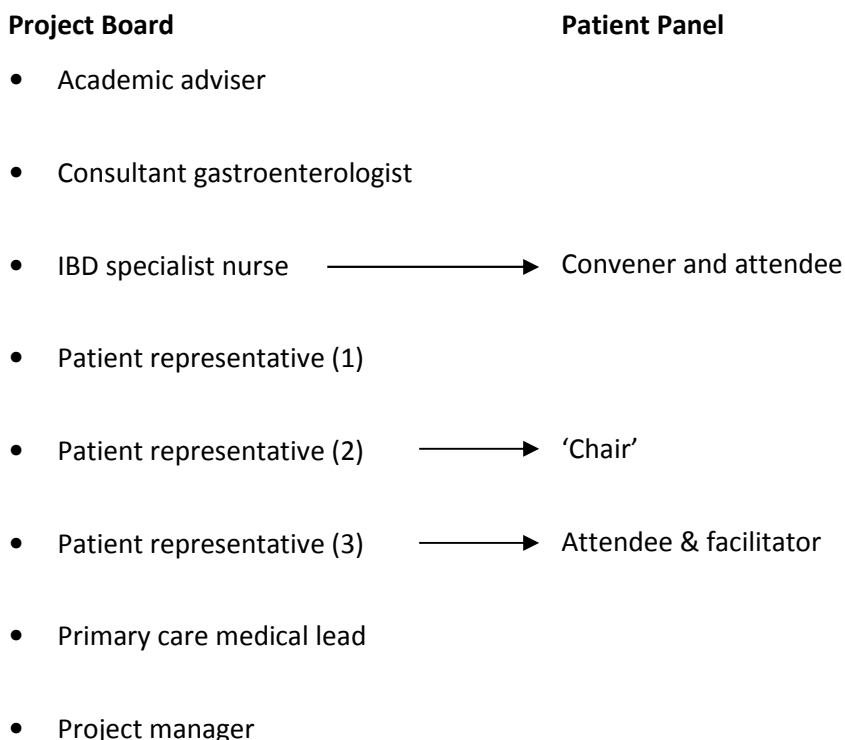 Project Board Patient Panel
• Academic adviser
• Consultant gastroenterologist
• IBD specialist nurse Convener and attendee
• Patient representative (1)
• Patient representative (2) ‘Chair’
• Patient representative (3) Attendee & facilitator
• Primary care medical lead
• Project manager